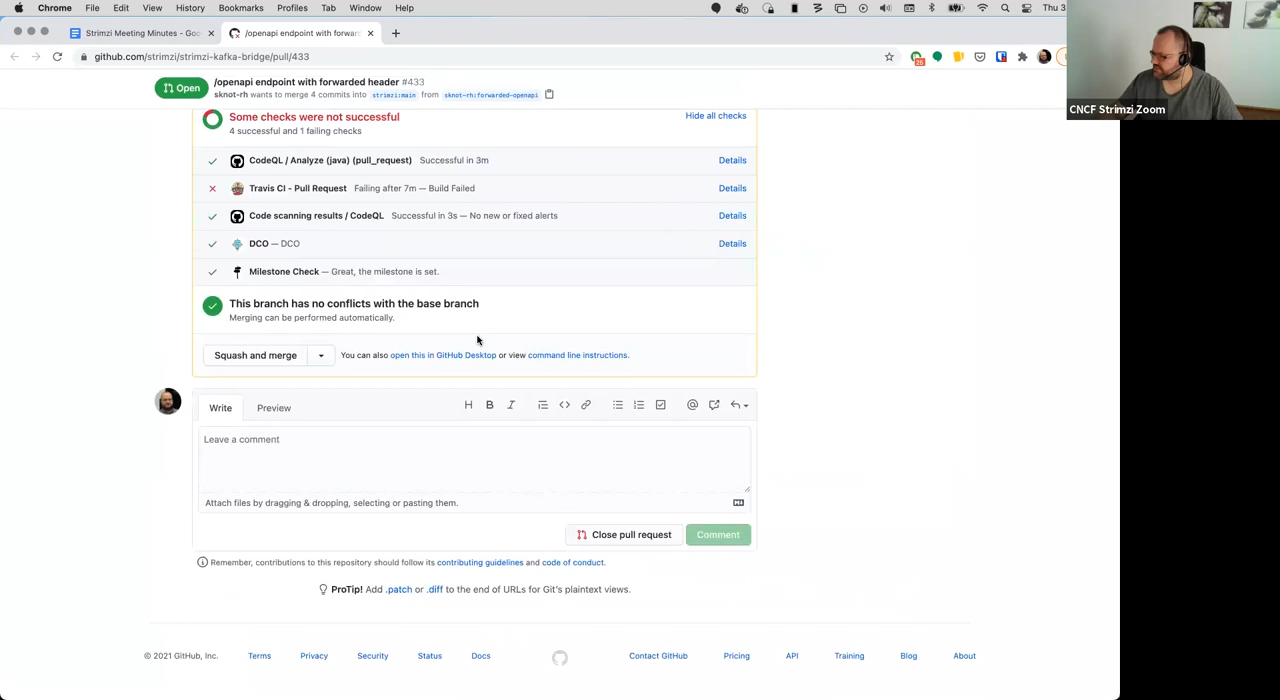 Chrome File Edit View History Bookmarks Profiles Tab Window Help Thu 3
Strimzi Meeting Minutes - Goo
/openapi endpoint with forwar
github.com/strimzi/strimzi-kafka-bridge/pull/433
26
CNCF Strimzi Zoom
Open
/openapi endpoint with forwarded header #433
sknot-rh wants to merge 4 commits into strimzi:main from sknot-rh:forwarded-openapi
Some checks were not successful
Hide all checks
4 successful and 1 failing checks
CodeQL / Analyze (java) (pull_request) Successful in 3m Details
Travis CI - Pull Request Failing after 7m — Build Failed Details
Code scanning results / CodeQL Successful in 3s — No new or fixed alerts Details
DCO — DCO Details
Milestone Check — Great, the milestone is set.
This branch has no conflicts with the base branch
Merging can be performed automatically.
Squash and merge You can also open this in GitHub Desktop or view command line instructions.
Write Preview
Leave a comment
Attach files by dragging & dropping, selecting or pasting them.
Close pull request Comment
Remember, contributions to this repository should follow its contributing guidelines and code of conduct.
ProTip! Add .patch or .diff to the end of URLs for Git's plaintext views.
© 2021 GitHub, Inc. Terms Privacy Security Status Docs Contact GitHub Pricing API Training Blog About